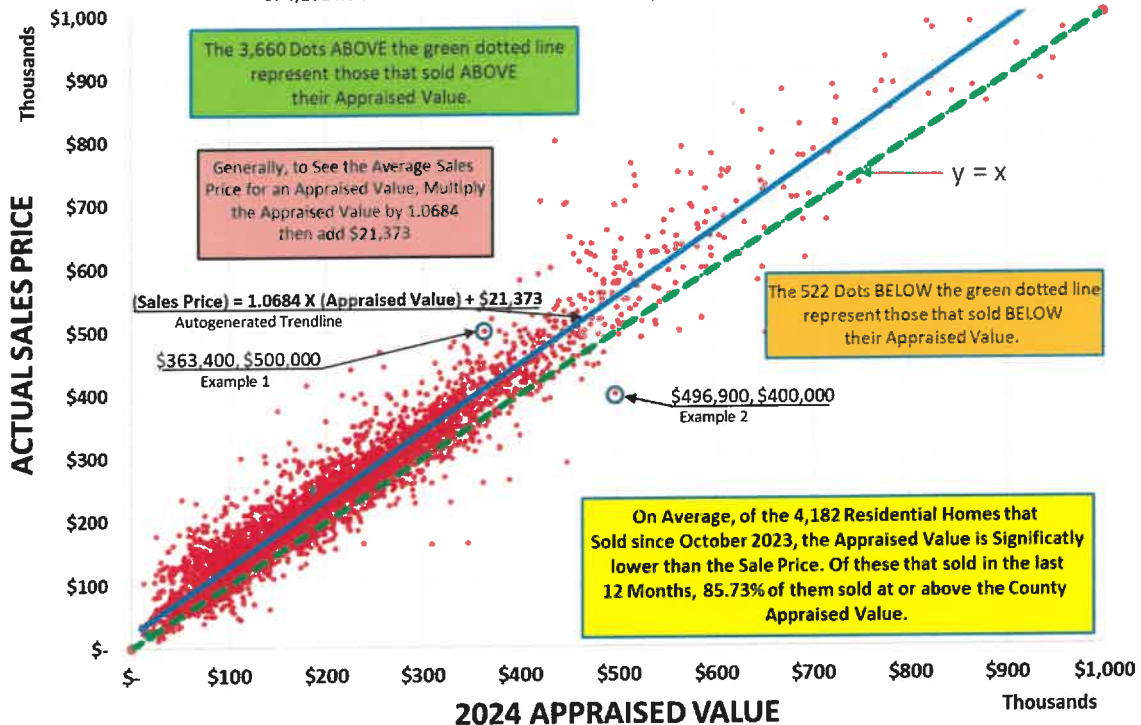 $1,000
$900
$800
$700
$600
$500
$400
$300
$200
$100
$-
Thousands
ACTUAL SALES PRICE
The 3,660 Dots ABOVE the green dotted line
represent those that sold ABOVE
their Appraised Value.
Generally, to See the Average Sales
Price for an Appraised Value, Multiply
the Appraised Value by 1.0684
then add $21,373
y = x
(Sales Price) = 1.0684 X (Appraised Value) + $21,373
Autogenerated Trendline
$363,400, $500,000
Example 1
The 522 Dots BELOW the green dotted line
represent those that sold BELOW
their Appraised Value.
$496,900, $400,000
Example 2
On Average, of the 4,182 Residential Homes that
Sold since October 2023, the Appraised Value is Significatly
lower than the Sale Price. Of these that sold in the last
12 Months, 85.73% of them sold at or above the County
Appraised Value.
$- $100 $200 $300 $400 $500 $600 $700 $800 $900 $1,000
Thousands
2024 APPRAISED VALUE